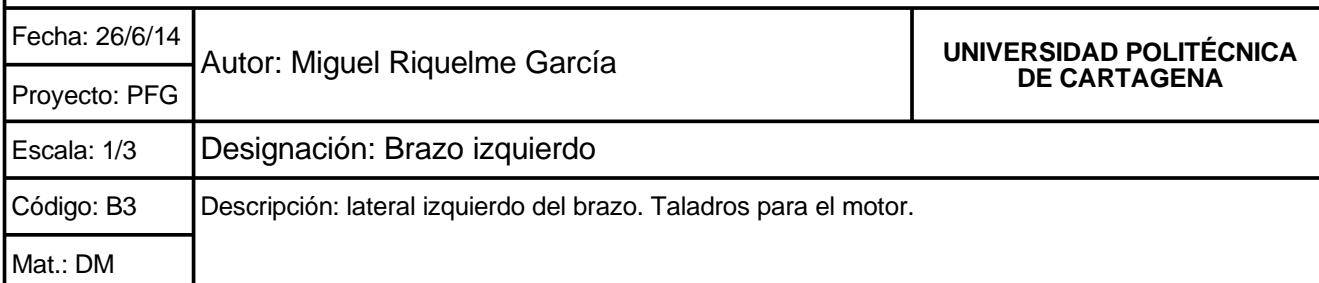 Fecha: 26/6/14
Autor: Miguel Riquelme García
UNIVERSIDAD POLITÉCNICA
DE CARTAGENA
Proyecto: PFG
Escala: 1/3
Designación: Brazo izquierdo
Código: B3
Descripción: lateral izquierdo del brazo. Taladros para el motor.
Mat.: DM